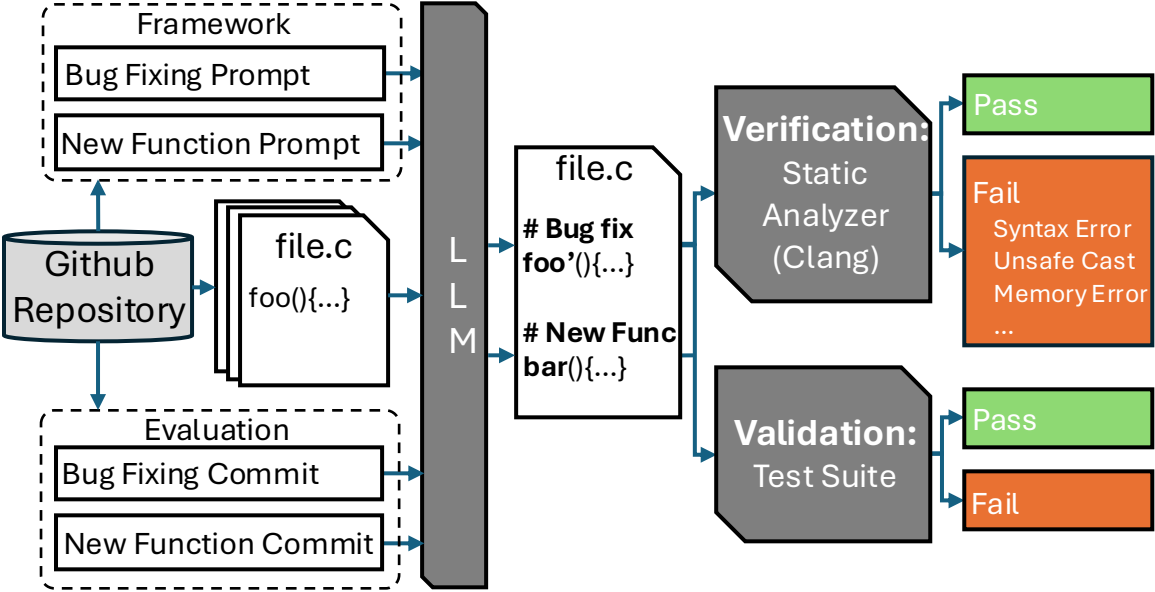 Framework
Bug Fixing Prompt
New Function Prompt
Github
Repository
file.c
foo(){...}
Evaluation
Bug Fixing Commit
New Function Commit
L
L
M
file.c
# Bug fix
foo’(){...}
# New Func
bar(){...}
Verification:
Static
Analyzer
(Clang)
Pass
Fail
Syntax Error
Unsafe Cast
Memory Error
...
Validation:
Test Suite
Pass
Fail